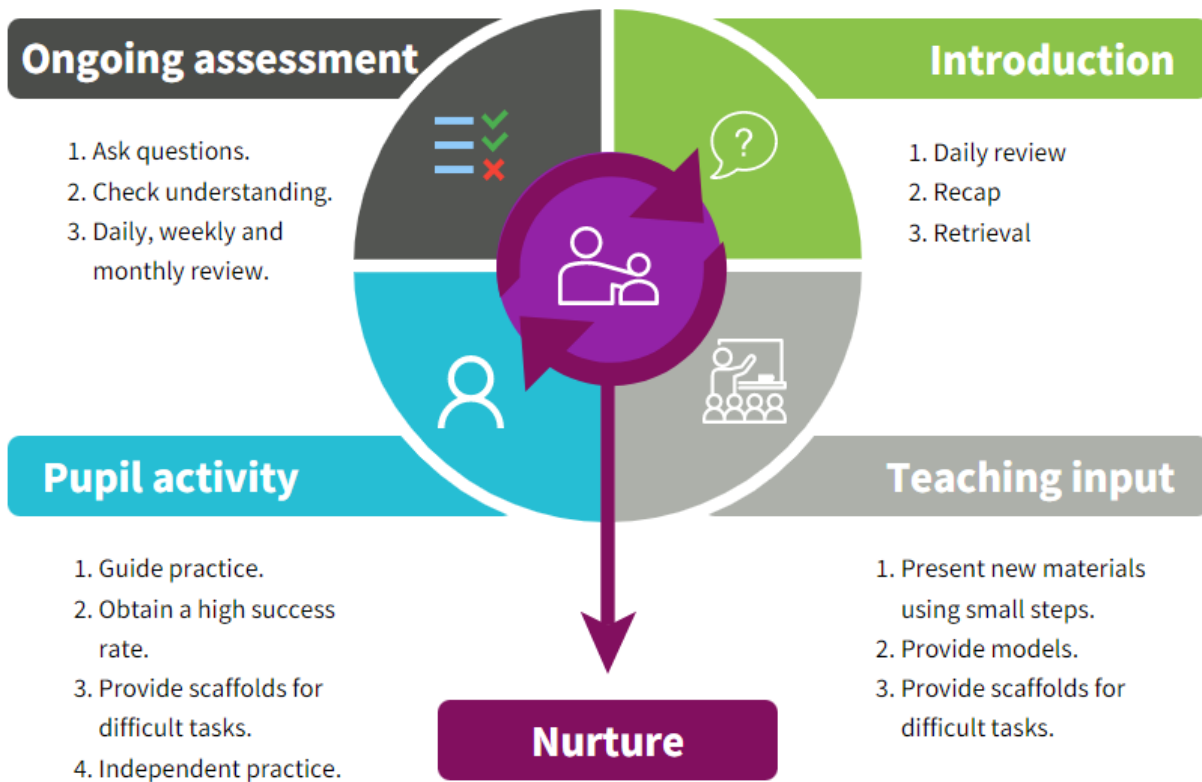 Ongoing assessment
1. Ask questions.
2. Check understanding.
3. Daily, weekly and
monthly review.
Introduction
?
1. Daily review
2. Recap
3. Retrieval
Pupil activity
1. Guide practice.
2. Obtain a high success
rate.
3. Provide scaffolds for
difficult tasks.
4. Independent practice.
Teaching input
1. Present new materials
using small steps.
2. Provide models.
3. Provide scaffolds for
difficult tasks.
Nurture